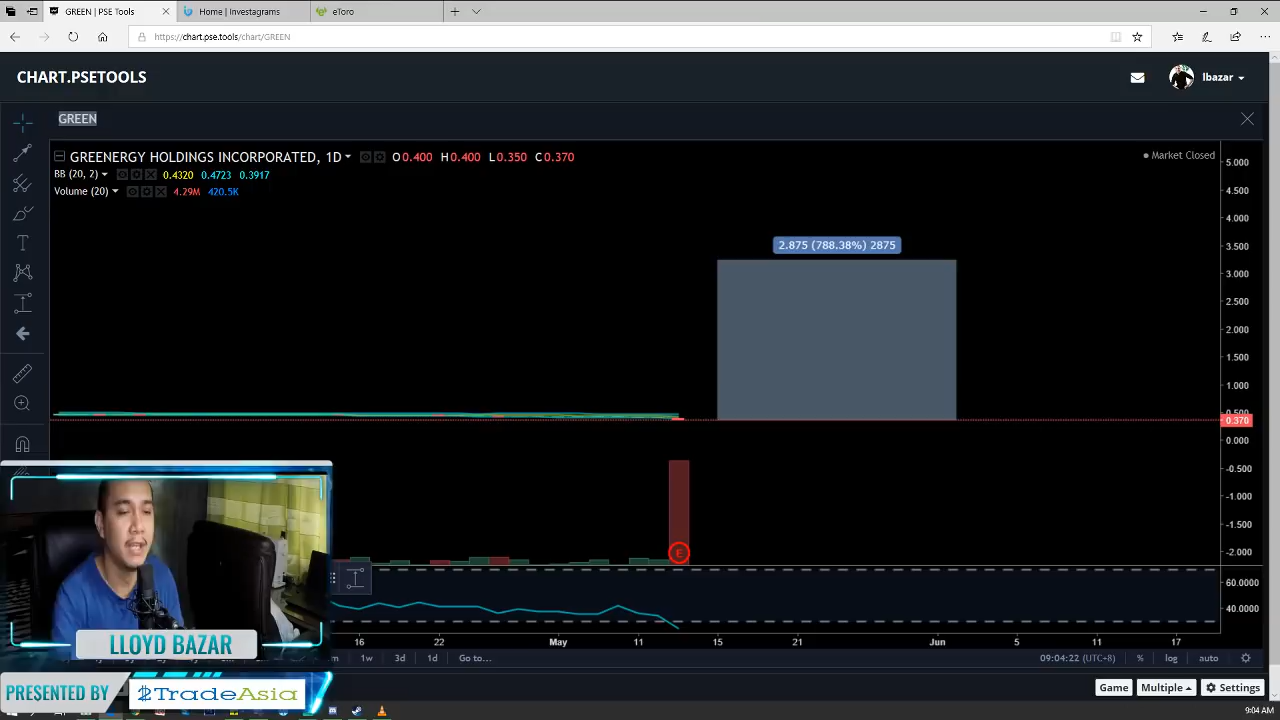 GREEN | PSE Tools
Home | Investagrams
eToro
https://chart.pse.tools/chart/GREEN
CHART.PSETOOLS
lbazar
GREEN
GREENERGY HOLDINGS INCORPORATED, 1D
O 0.400 H 0.400 L 0.350 C 0.370
Market Closed
BB (20, 2) 0.4320 0.4723 0.3917
Volume (20) 4.29M 420.5K
2.875 (788.38%) 2875
5.000
4.500
4.000
3.500
3.000
2.500
2.000
1.500
1.000
0.500
0.370
0.000
-0.500
-1.000
-1.500
-2.000
E
60.0000
40.0000
16 22 May 11 15 21 Jun 5 11 17
1w 3d 1d Go to...
09:04:22 (UTC+8) % log auto
LLOYD BAZAR
PRESENTED BY
$TradeAsia
Game Multiple Settings
9:04 AM